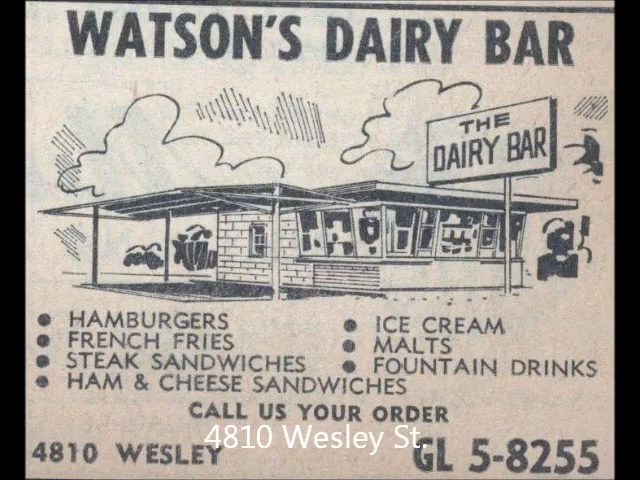 WATSON'S DAIRY BAR
THE
DAIRY BAR
• HAMBURGERS
• FRENCH FRIES
• STEAK SANDWICHES
• HAM & CHEESE SANDWICHES
• ICE CREAM
• MALTS
• FOUNTAIN DRINKS
CALL US YOUR ORDER
4810 Wesley St.
4810 WESLEY GL 5-8255